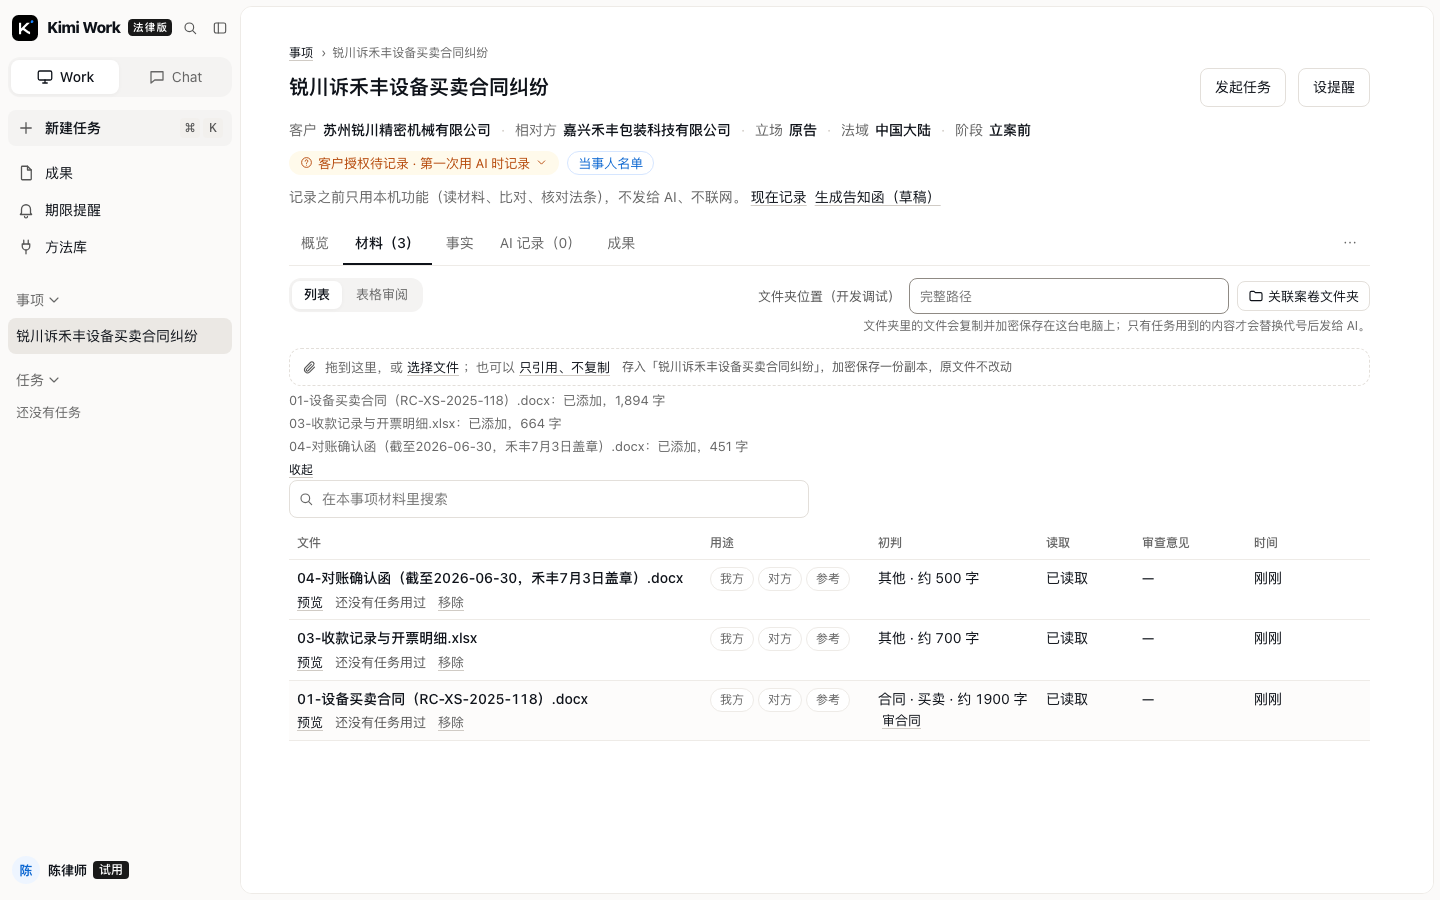 Kimi Work 法律版
Work Chat
新建任务 ⌘ K
成果
期限提醒
方法库
事项
锐川诉禾丰设备买卖合同纠纷
任务
还没有任务
陈 陈律师 试用
事项 › 锐川诉禾丰设备买卖合同纠纷
锐川诉禾丰设备买卖合同纠纷
发起任务 设提醒
客户 苏州锐川精密机械有限公司 · 相对方 嘉兴禾丰包装科技有限公司 · 立场 原告 · 法域 中国大陆 · 阶段 立案前
客户授权待记录 · 第一次用 AI 时记录 当事人名单
记录之前只用本机功能（读材料、比对、核对法条），不发给 AI、不联网。 现在记录 生成告知函（草稿）
概览 材料（3） 事实 AI 记录（0） 成果 ···
列表 表格审阅 文件夹位置（开发调试） 完整路径 关联案卷文件夹
文件夹里的文件会复制并加密保存在这台电脑上；只有任务用到的内容才会替换代号后发给 AI。
拖到这里，或 选择文件 ；也可以 只引用、不复制 存入「锐川诉禾丰设备买卖合同纠纷」，加密保存一份副本，原文件不改动
01-设备买卖合同（RC-XS-2025-118）.docx：已添加，1,894 字
03-收款记录与开票明细.xlsx：已添加，664 字
04-对账确认函（截至2026-06-30，禾丰7月3日盖章）.docx：已添加，451 字
收起
在本事项材料里搜索
文件 用途 初判 读取 审查意见 时间
04-对账确认函（截至2026-06-30，禾丰7月3日盖章）.docx 我方 对方 参考 其他 · 约 500 字 已读取 — 刚刚
预览 还没有任务用过 移除
03-收款记录与开票明细.xlsx 我方 对方 参考 其他 · 约 700 字 已读取 — 刚刚
预览 还没有任务用过 移除
01-设备买卖合同（RC-XS-2025-118）.docx 我方 对方 参考 合同 · 买卖 · 约 1900 字 已读取 — 刚刚
预览 还没有任务用过 移除 审合同